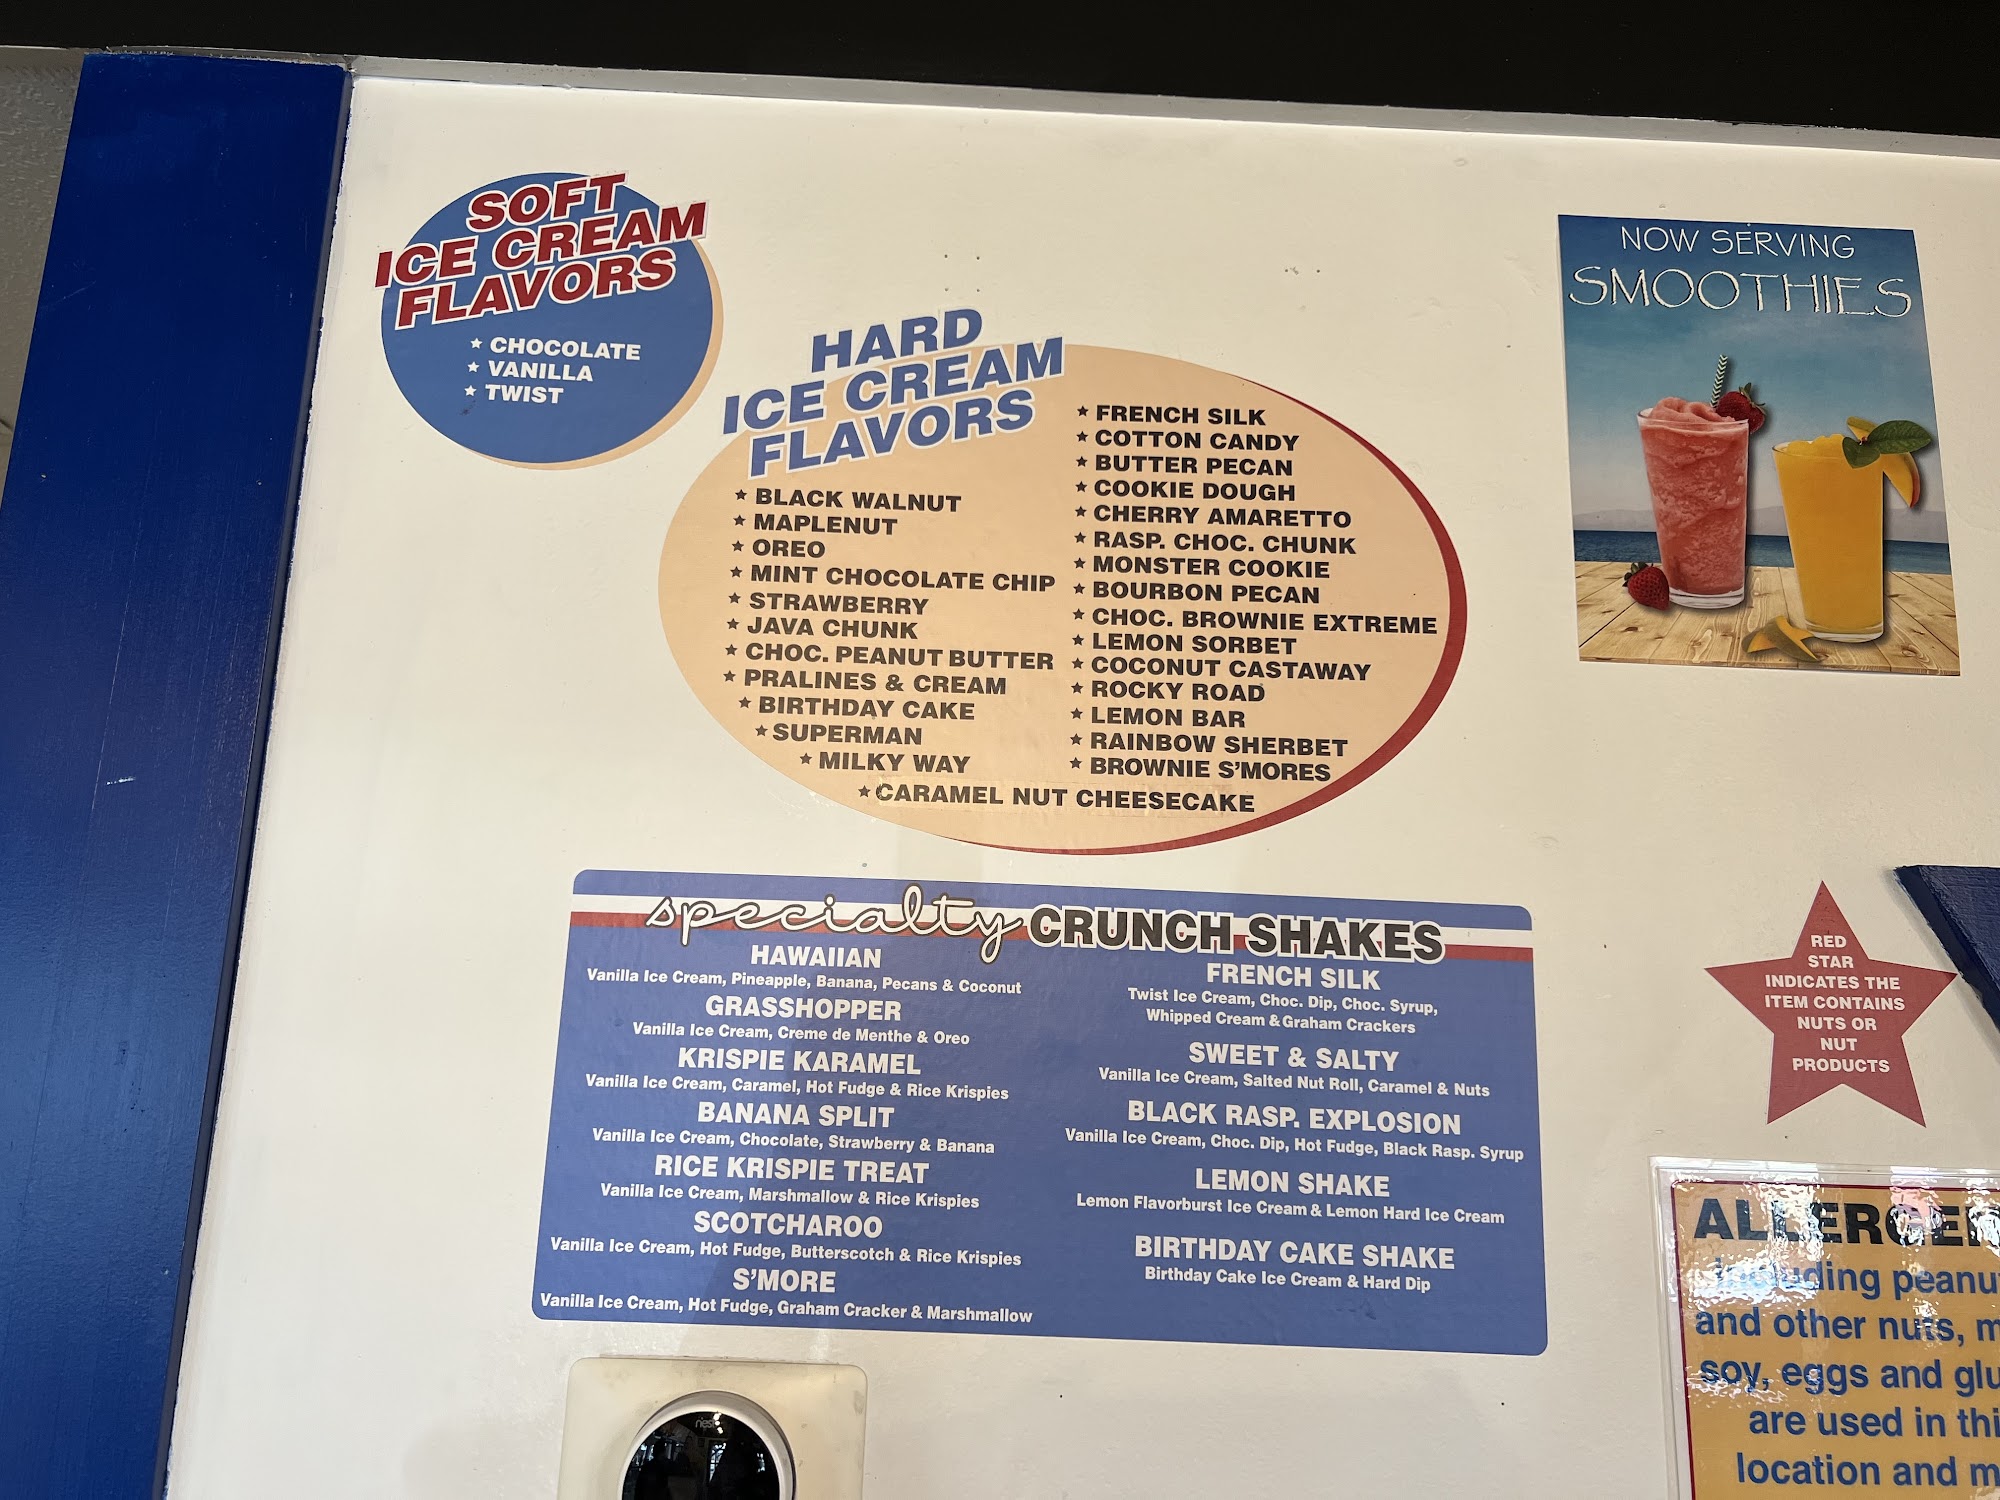 SOFT
ICE CREAM
FLAVORS
★ CHOCOLATE
★ VANILLA
★ TWIST
HARD
ICE CREAM
FLAVORS
★ BLACK WALNUT
★ MAPLENUT
★ OREO
★ MINT CHOCOLATE CHIP
★ STRAWBERRY
★ JAVA CHUNK
★ CHOC. PEANUT BUTTER
★ PRALINES & CREAM
★ BIRTHDAY CAKE
★ SUPERMAN
★ MILKY WAY
★ FRENCH SILK
★ COTTON CANDY
★ BUTTER PECAN
★ COOKIE DOUGH
★ CHERRY AMARETTO
★ RASP. CHOC. CHUNK
★ MONSTER COOKIE
★ BOURBON PECAN
★ CHOC. BROWNIE EXTREME
★ LEMON SORBET
★ COCONUT CASTAWAY
★ ROCKY ROAD
★ LEMON BAR
★ RAINBOW SHERBET
★ BROWNIE S'MORES
★ CARAMEL NUT CHEESECAKE
NOW SERVING
SMOOTHIES
specialty CRUNCH SHAKES
HAWAIIAN
Vanilla Ice Cream, Pineapple, Banana, Pecans & Coconut
GRASSHOPPER
Vanilla Ice Cream, Creme de Menthe & Oreo
KRISPIE KARAMEL
Vanilla Ice Cream, Caramel, Hot Fudge & Rice Krispies
BANANA SPLIT
Vanilla Ice Cream, Chocolate, Strawberry & Banana
RICE KRISPIE TREAT
Vanilla Ice Cream, Marshmallow & Rice Krispies
SCOTCHAROO
Vanilla Ice Cream, Hot Fudge, Butterscotch & Rice Krispies
S'MORE
Vanilla Ice Cream, Hot Fudge, Graham Cracker & Marshmallow
FRENCH SILK
Twist Ice Cream, Choc. Dip, Choc. Syrup,
Whipped Cream & Graham Crackers
SWEET & SALTY
Vanilla Ice Cream, Salted Nut Roll, Caramel & Nuts
BLACK RASP. EXPLOSION
Vanilla Ice Cream, Choc. Dip, Hot Fudge, Black Rasp. Syrup
LEMON SHAKE
Lemon Flavorburst Ice Cream & Lemon Hard Ice Cream
BIRTHDAY CAKE SHAKE
Birthday Cake Ice Cream & Hard Dip
RED
STAR
INDICATES THE
ITEM CONTAINS
NUTS OR
NUT
PRODUCTS
ALLERGEN
including peanu
and other nuts, m
soy, eggs and glu
are used in thi
location and m
nest